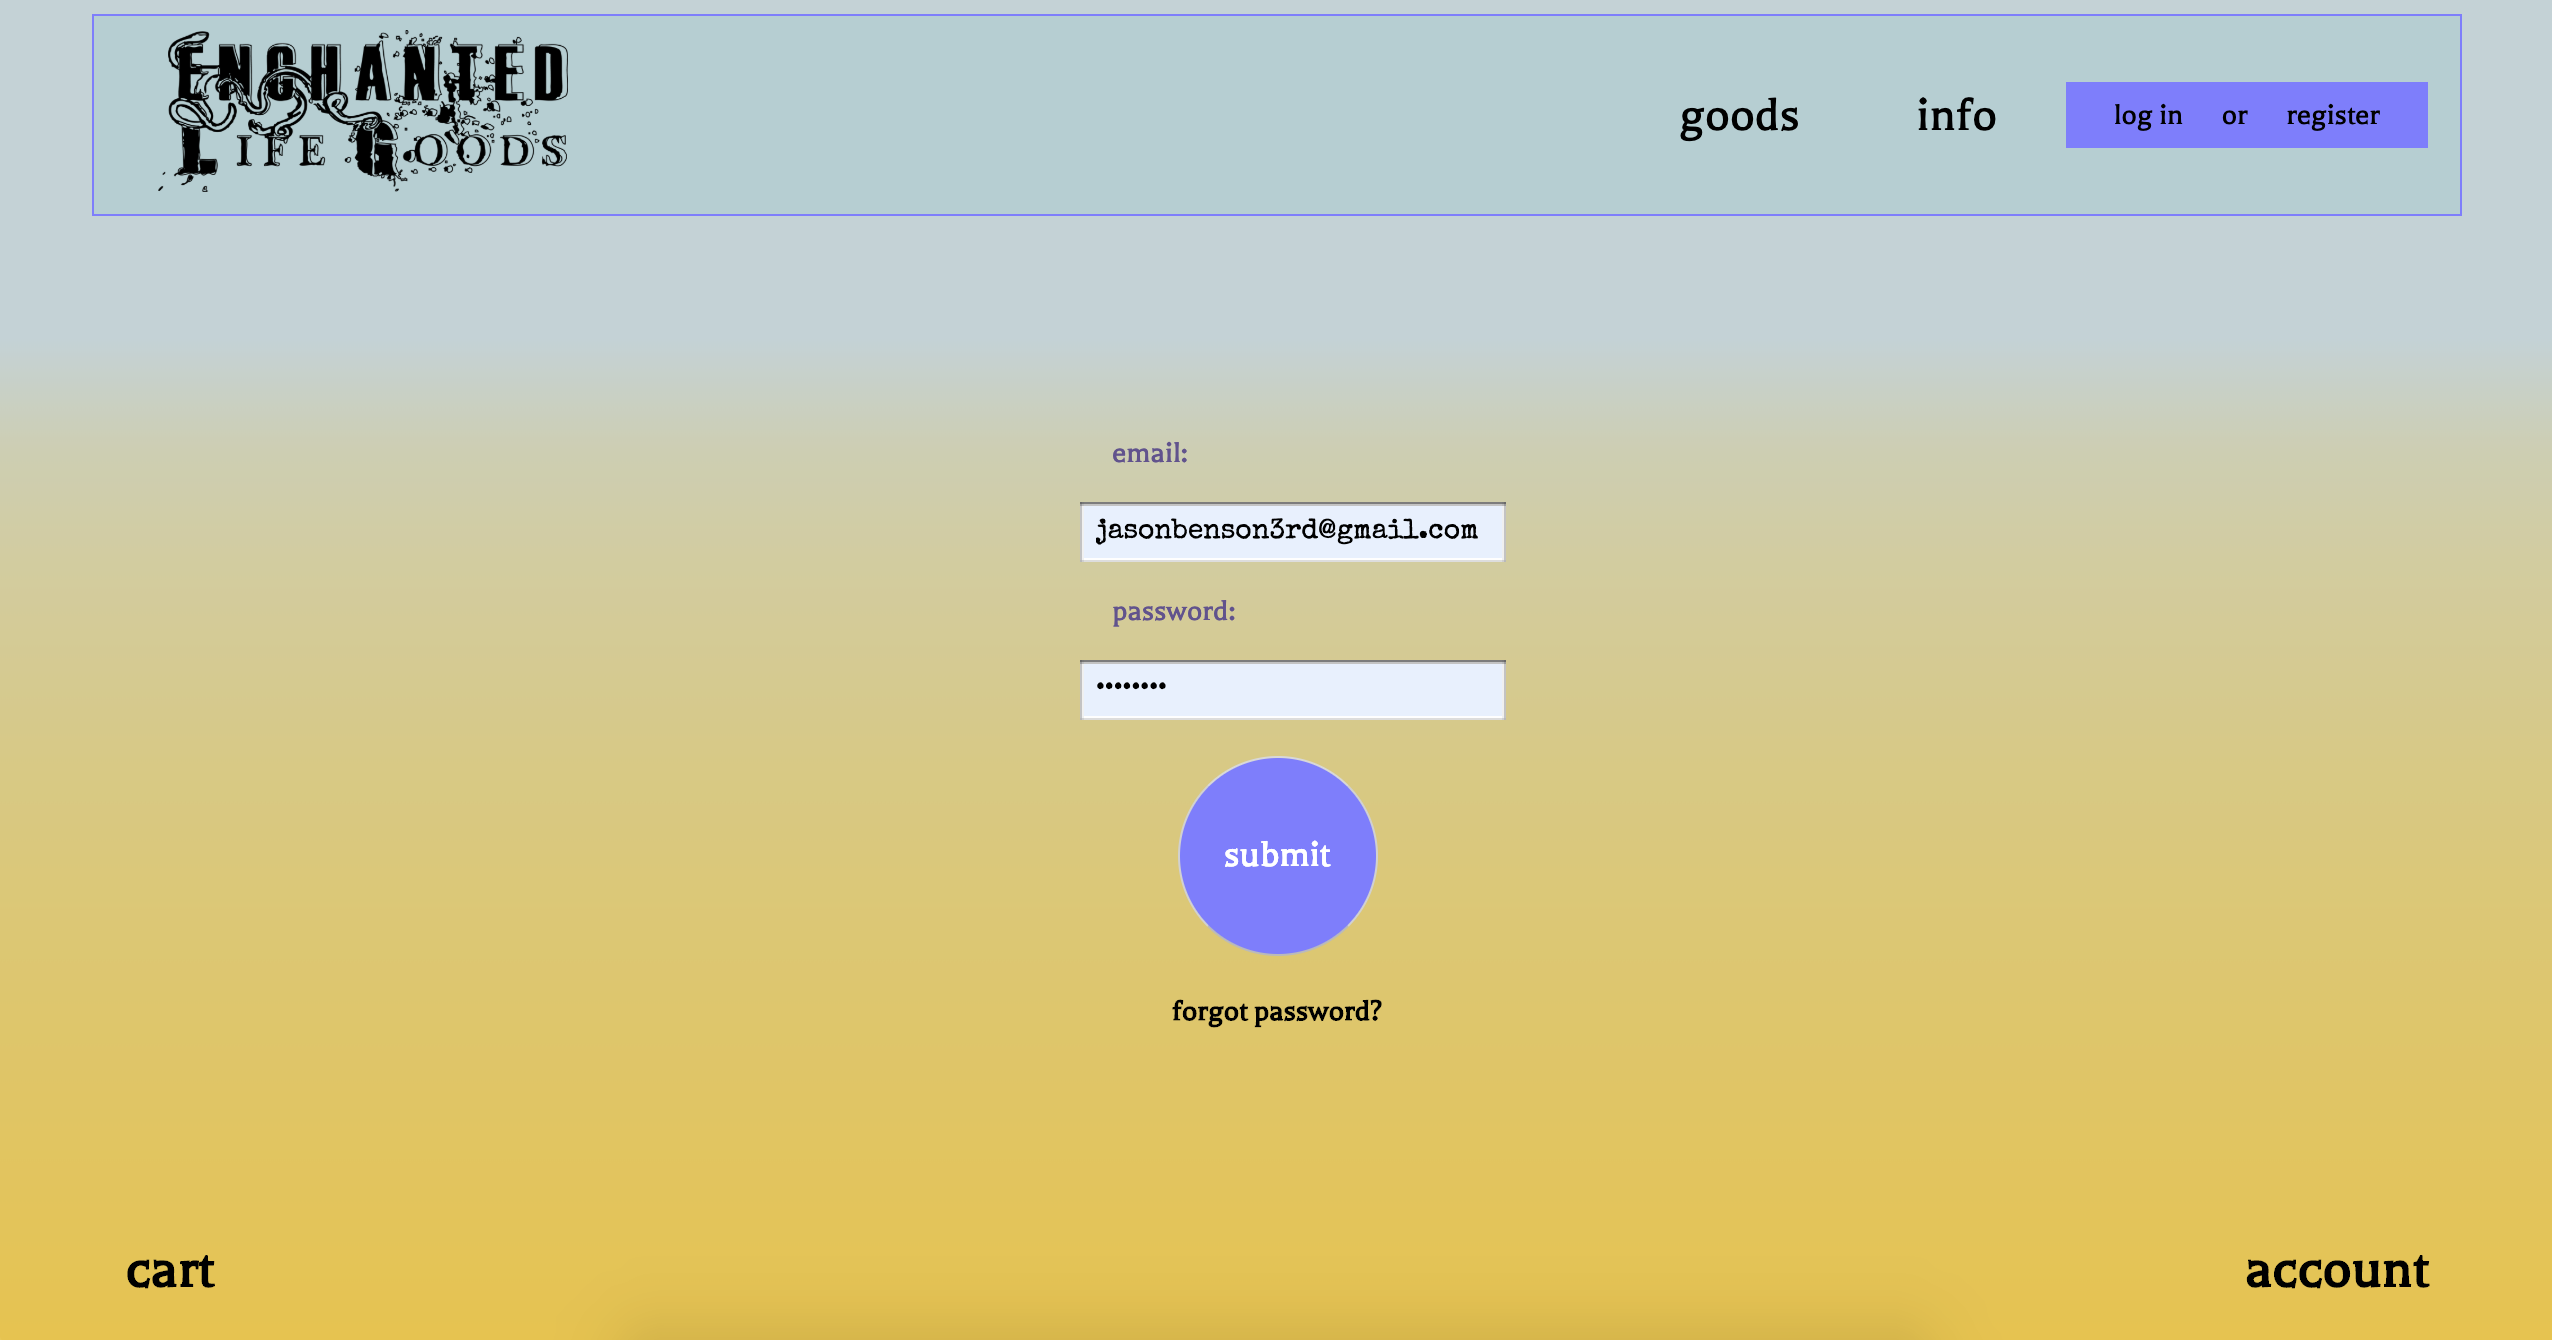 ENCHANTED
LIFE GOODS
goods info log in or register
email:
jasonbenson3rd@gmail.com
password:
••••••••
submit
forgot password?
cart account